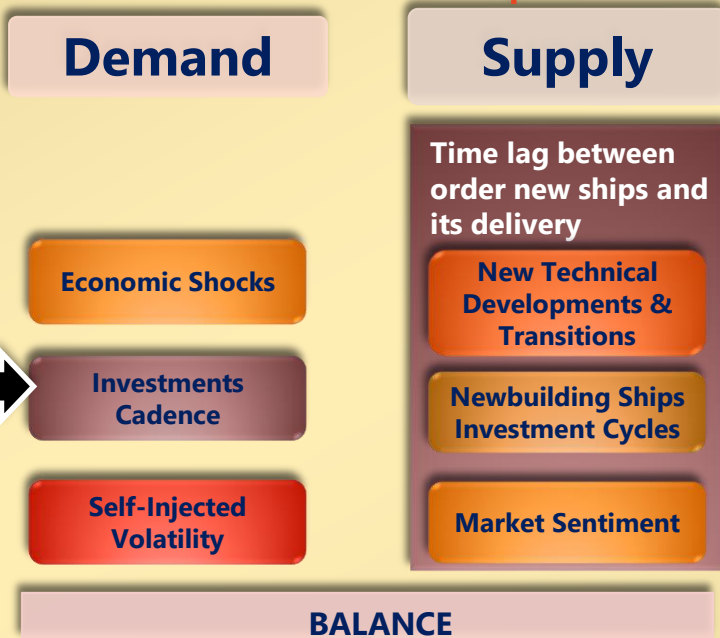 Demand
Supply
Time lag between
order new ships and
its delivery
Economic Shocks
New Technical
Developments &
Transitions
Investments
Cadence
Newbuilding Ships
Investment Cycles
Self-Injected
Volatility
Market Sentiment
BALANCE